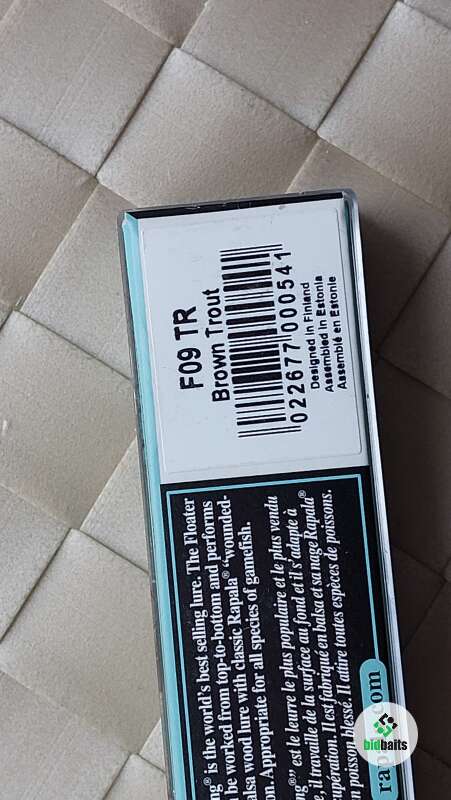 F09 TR
Brown Trout
022677 000541
Designed in Finland
Assembled in Estonia
Assemblé en Estonie
is the world's best selling lure. The Floater
be worked from top-to-bottom and performs
wood lure with classic Rapala® "wounded-
Appropriate for all species of gamefish.
est le leurre le plus populaire et le plus vendu
il travaille de la surface au fond et il s'adapte à
Il est fabriqué en balsa et sa nage Rapala®
poisson blessé. Il attire toutes espèces de poissons.
bidbaits